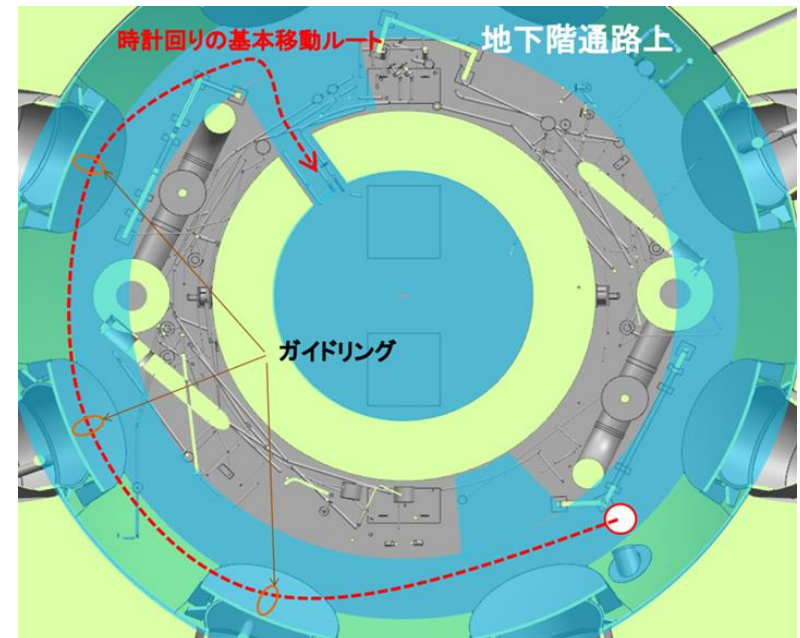 時計回りの基本移動ルート
地下階通路上
ガイドリング